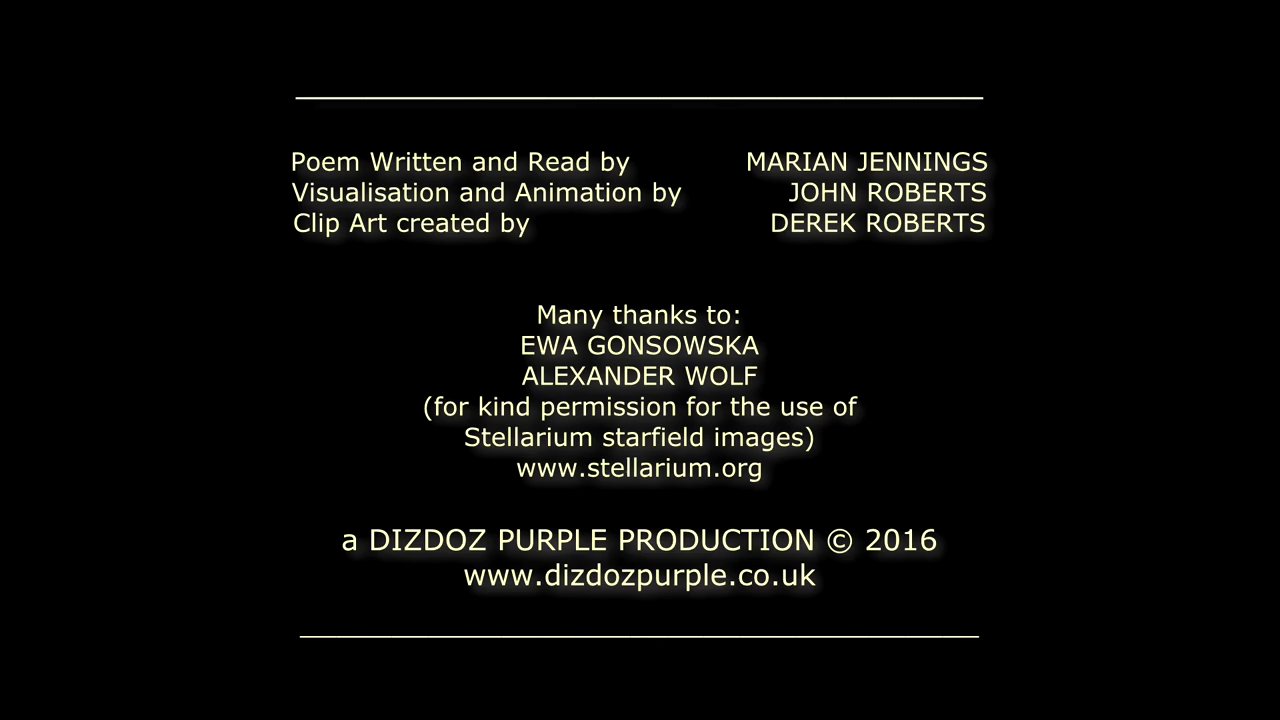 Poem Written and Read by MARIAN JENNINGS
Visualisation and Animation by JOHN ROBERTS
Clip Art created by DEREK ROBERTS
Many thanks to:
EWA GONSOWSKA
ALEXANDER WOLF
(for kind permission for the use of
Stellarium starfield images)
www.stellarium.org
a DIZDOZ PURPLE PRODUCTION © 2016
www.dizdozpurple.co.uk